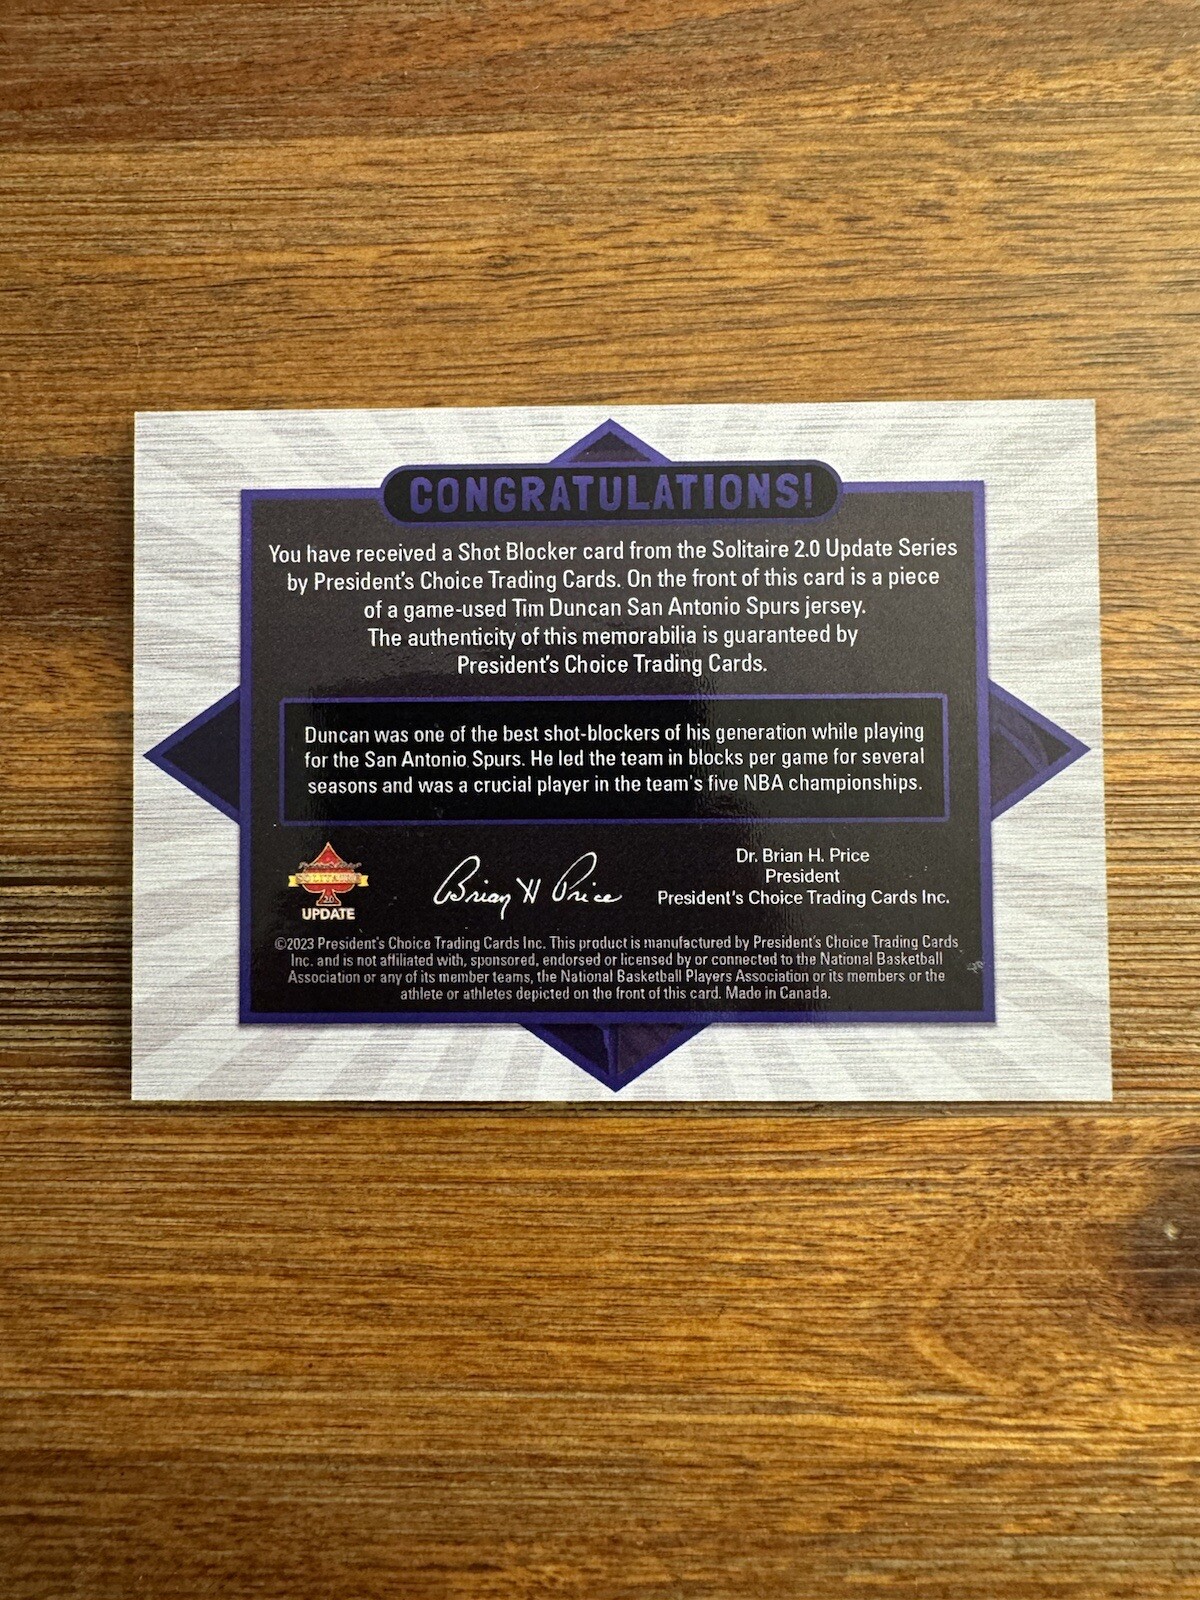 CONGRATULATIONS!
You have received a Shot Blocker card from the Solitaire 2.0 Update Series
by President's Choice Trading Cards. On the front of this card is a piece
of a game-used Tim Duncan San Antonio Spurs jersey.
The authenticity of this memorabilia is guaranteed by
President's Choice Trading Cards.
Duncan was one of the best shot-blockers of his generation while playing
for the San Antonio Spurs. He led the team in blocks per game for several
seasons and was a crucial player in the team's five NBA championships.
SOLITAIRE
2.0
UPDATE
Brian H Price
Dr. Brian H. Price
President
President's Choice Trading Cards Inc.
©2023 President's Choice Trading Cards Inc. This product is manufactured by President's Choice Trading Cards
Inc. and is not affiliated with, sponsored, endorsed or licensed by or connected to the National Basketball
Association or any of its member teams, the National Basketball Players Association or its members or the
athlete or athletes depicted on the front of this card. Made in Canada.